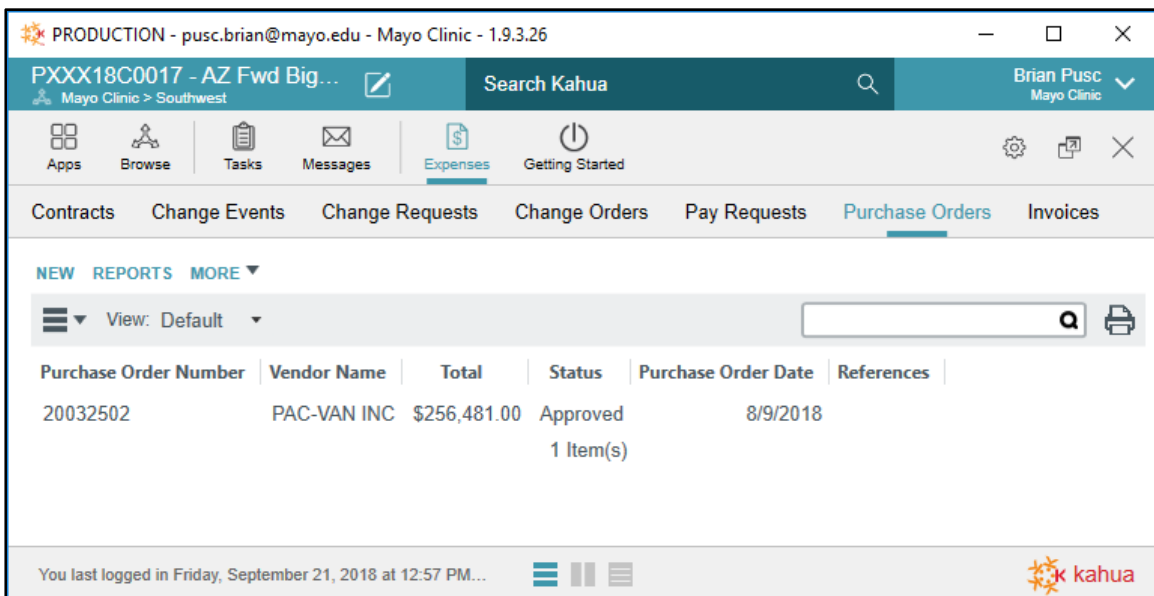 PRODUCTION - pusc.brian@mayo.edu - Mayo Clinic - 1.9.3.26
PXXX18C0017 - AZ Fwd Big... Search Kahua Brian Pusc
Mayo Clinic > Southwest Mayo Clinic
Apps Browse Tasks Messages Expenses Getting Started
Contracts Change Events Change Requests Change Orders Pay Requests Purchase Orders Invoices
NEW REPORTS MORE
View: Default
Purchase Order Number Vendor Name Total Status Purchase Order Date References
20032502 PAC-VAN INC $256,481.00 Approved 8/9/2018
1 Item(s)
You last logged in Friday, September 21, 2018 at 12:57 PM... kahua